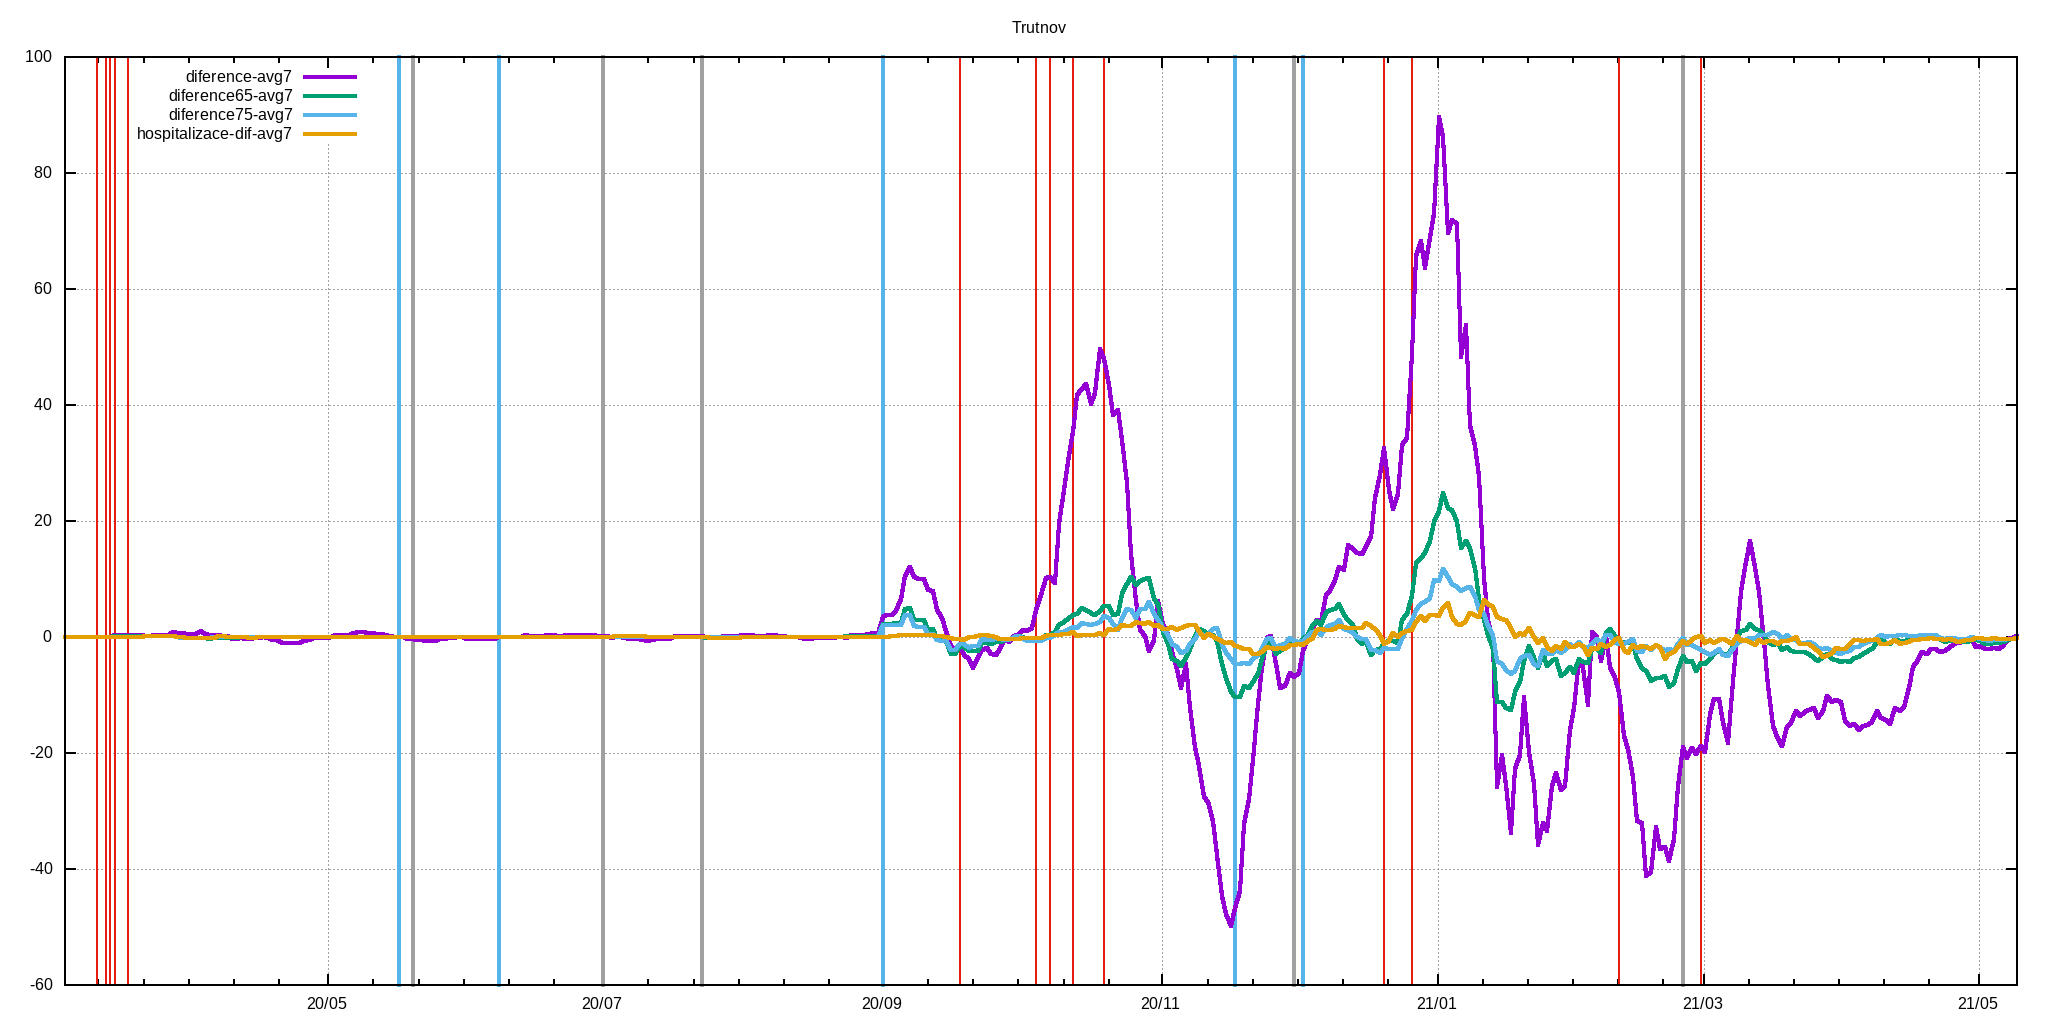 Trutnov
diference-avg7
diference65-avg7
diference75-avg7
hospitalizace-dif-avg7
100
80
60
40
20
0
-20
-40
-60
20/05 20/07 20/09 20/11 21/01 21/03 21/05